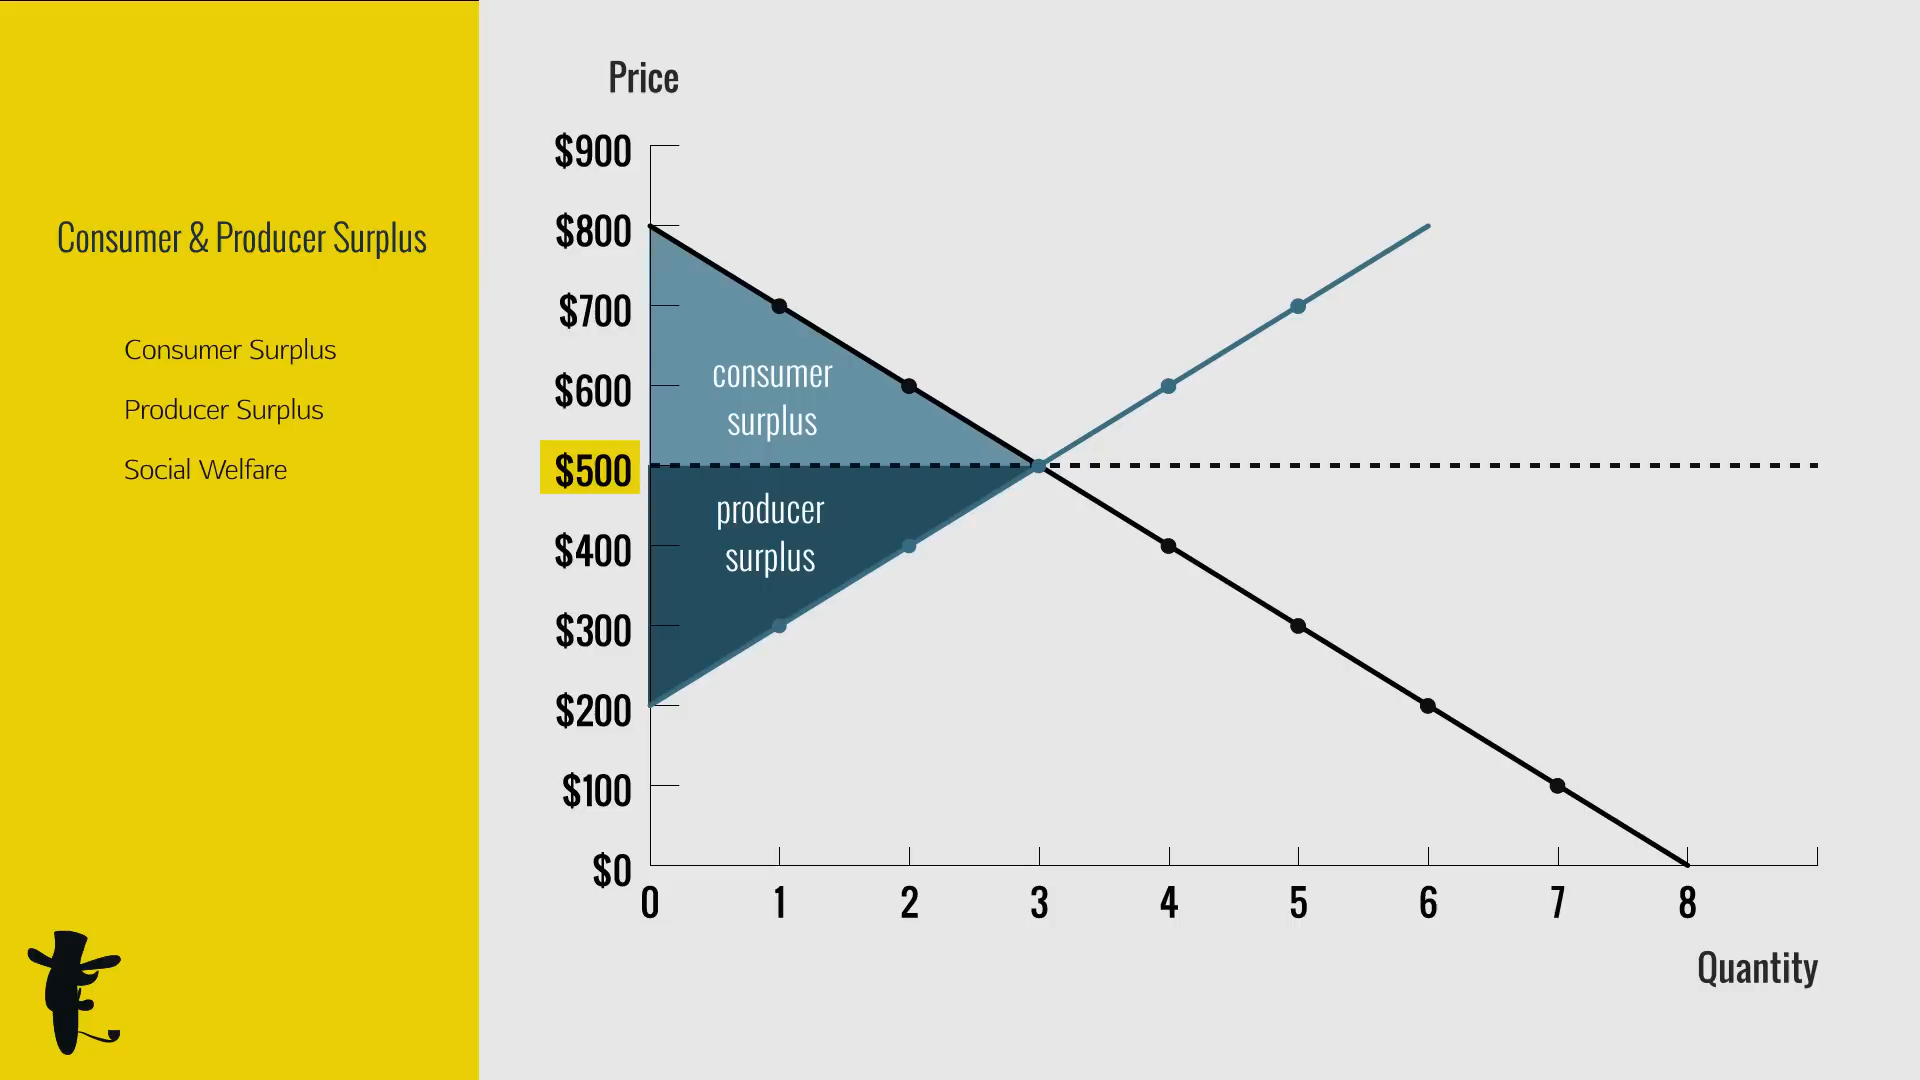 Consumer & Producer Surplus
Consumer Surplus
Producer Surplus
Social Welfare
Price
$900
$800
$700
$600
$500
$400
$300
$200
$100
$0
consumer
surplus
producer
surplus
0 1 2 3 4 5 6 7 8
Quantity